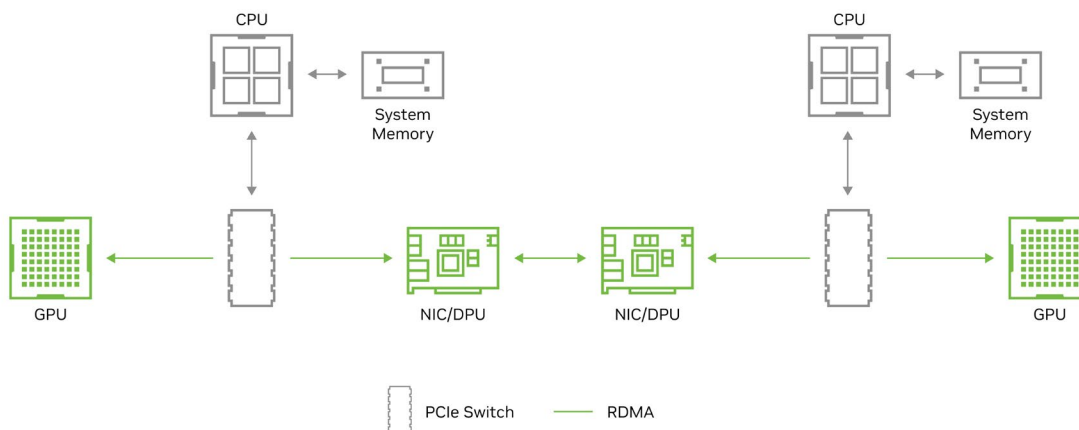 CPU
CPU
System
Memory
System
Memory
GPU
NIC/DPU
NIC/DPU
GPU
PCIe Switch
RDMA